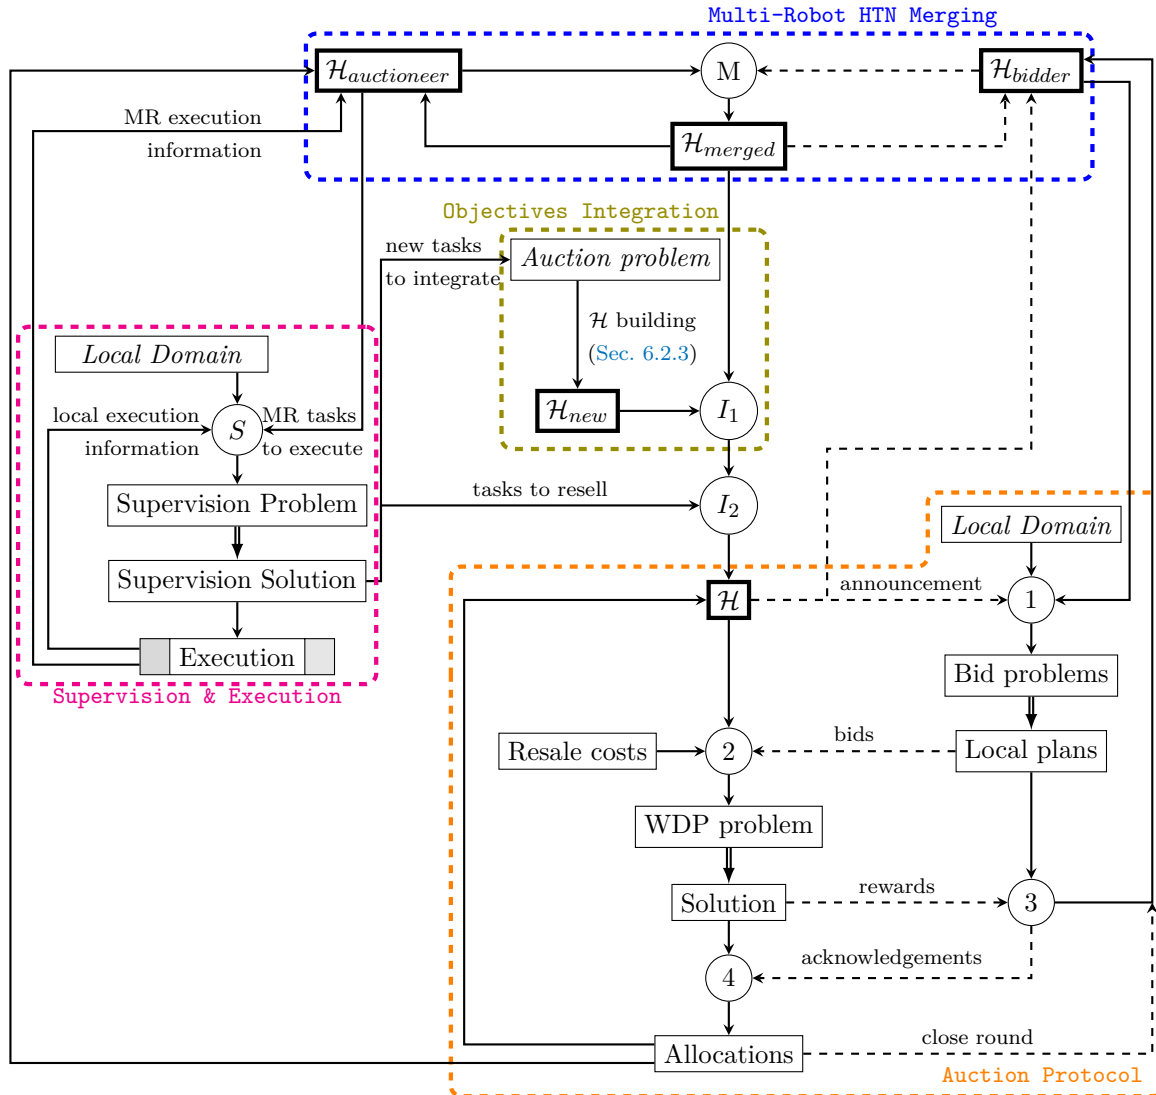 Multi-Robot HTN Merging
ℋauctioneer
M
ℋbidder
MR execution
information
ℋmerged
Objectives Integration
new tasks
to integrate
Auction problem
ℋ building
(Sec. 6.2.3)
Local Domain
local execution
information
S
MR tasks
to execute
ℋnew
I1
Supervision Problem
tasks to resell
I2
Local Domain
Supervision Solution
ℋ
announcement
1
Execution
Supervision & Execution
Bid problems
Resale costs
2
bids
Local plans
WDP problem
Solution
rewards
3
acknowledgements
4
close round
Allocations
Auction Protocol